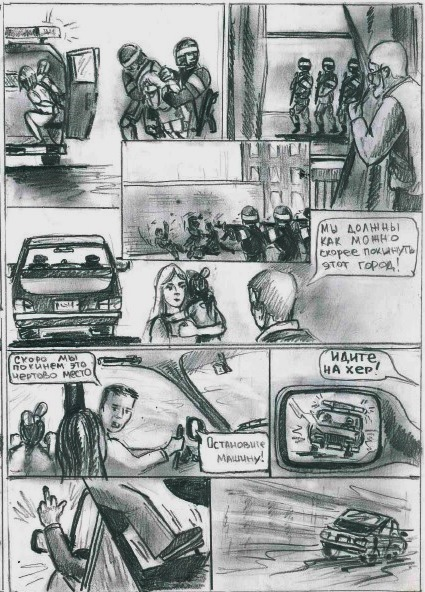 МЫ ДОЛЖНЫ
КАК МОЖНО
СКОРЕЕ ПОКИНУТЬ
ЭТОТ ГОРОД!
СКОРО МЫ
ПОКИНЕМ ЭТО
ЧЕРТОВО МЕСТО
ОСТАНОВИТЕ
МАШИНУ!
ИДИТЕ
НА ХЕР!